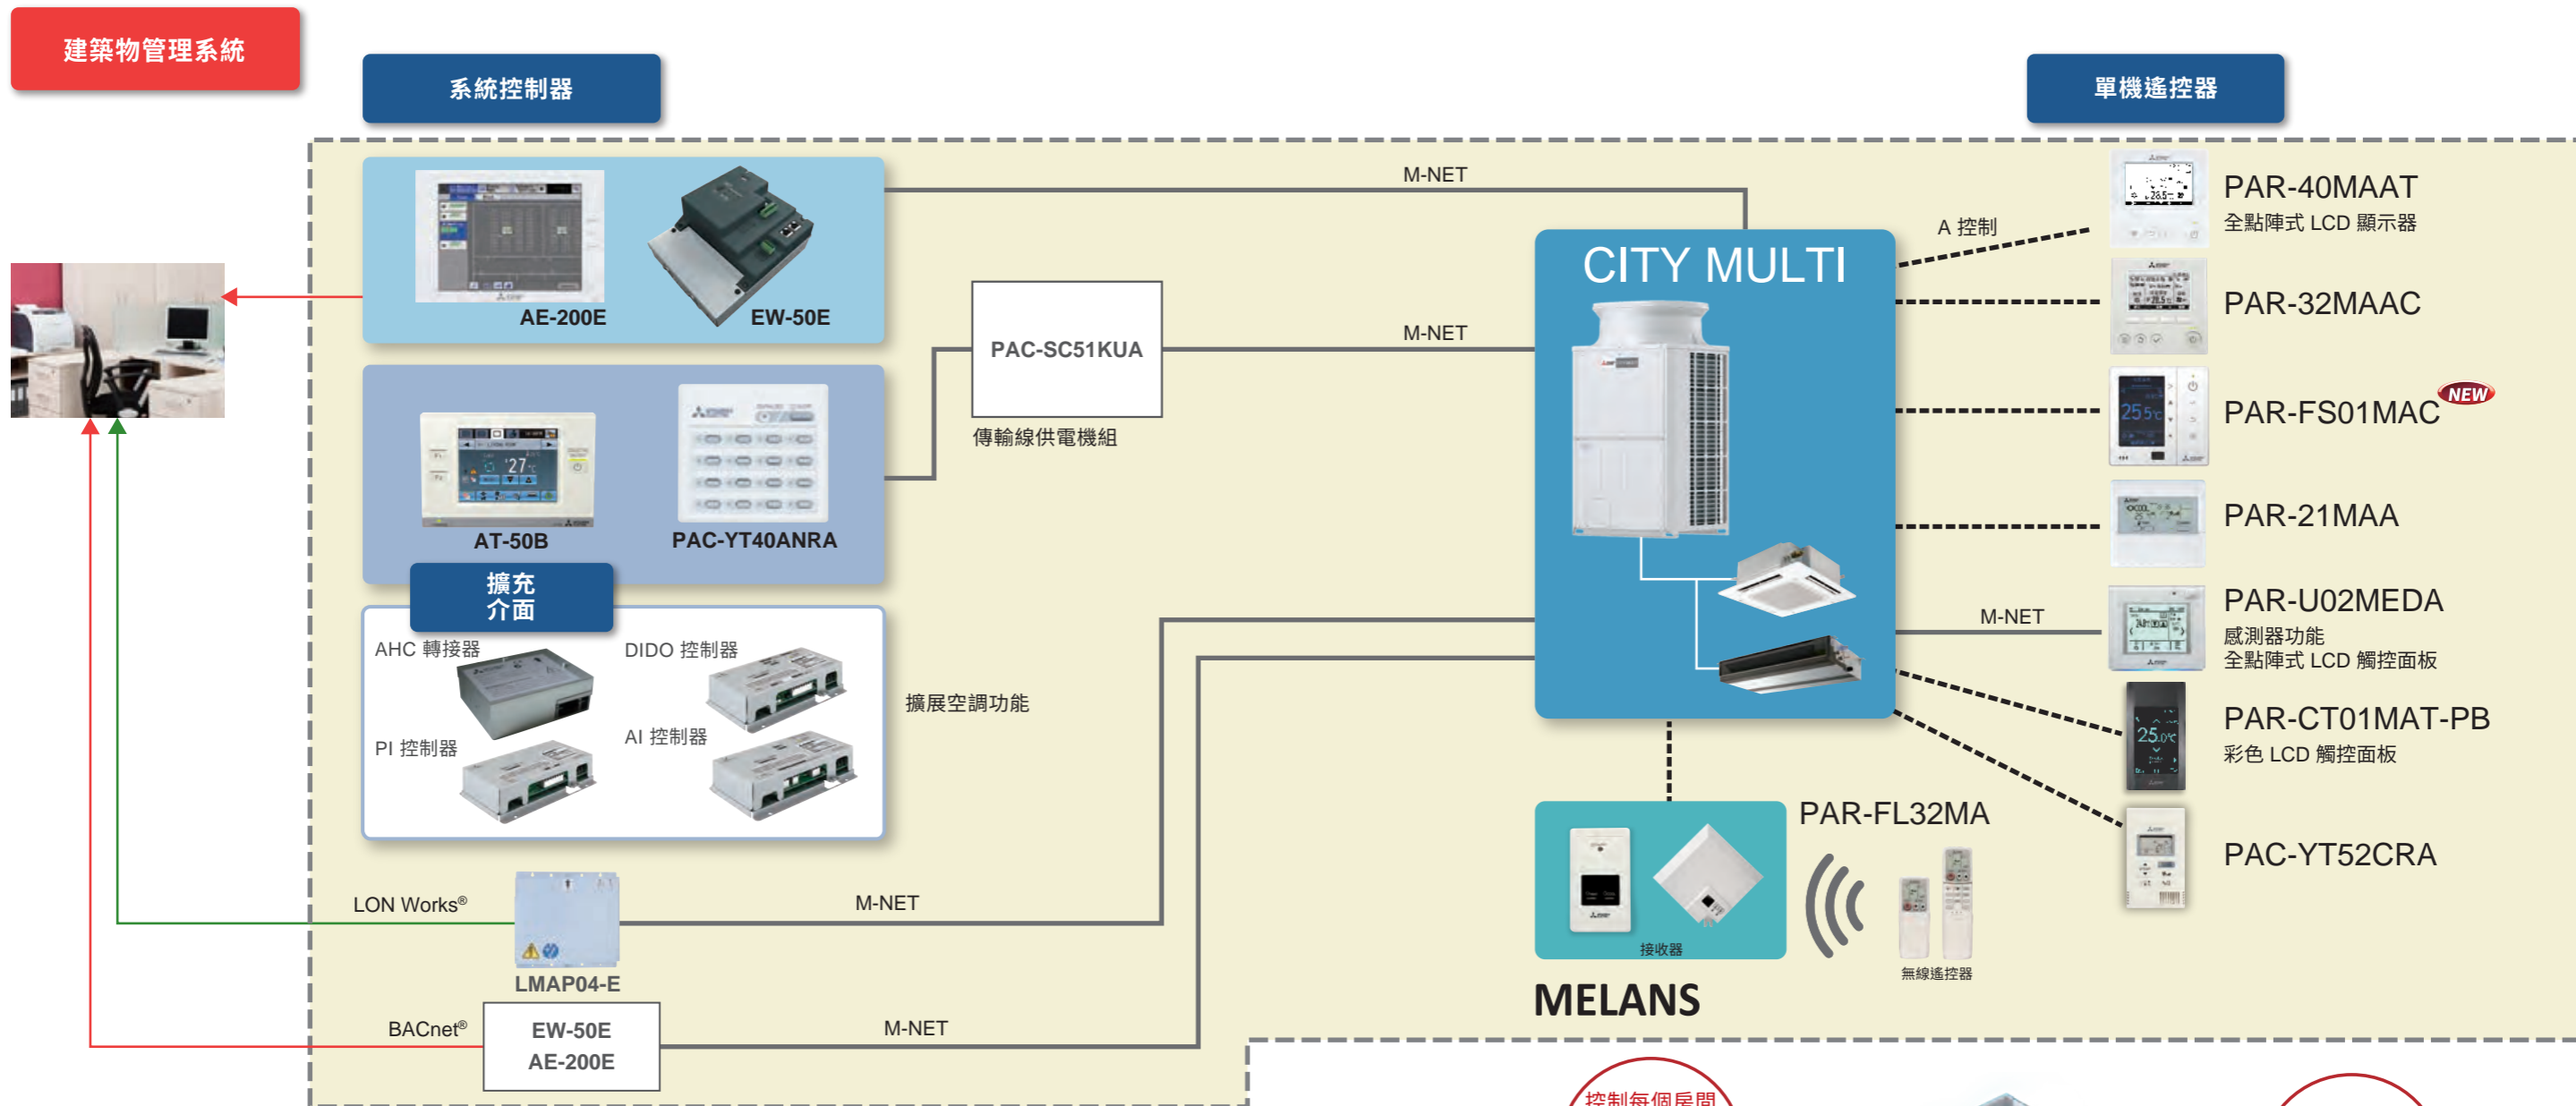 建築物管理系統
系統控制器
單機遙控器
AE-200E
EW-50E
M-NET
PAC-SC51KUA
傳輸線供電機組
M-NET
AT-50B
PAC-YT40ANRA
擴充
介面
AHC 轉接器
DIDO 控制器
PI 控制器
AI 控制器
擴展空調功能
LON Works®
LMAP04-E
M-NET
BACnet®
EW-50E
AE-200E
M-NET
CITY MULTI
A 控制
PAR-40MAAT
全點陣式 LCD 顯示器
PAR-32MAAC
PAR-FS01MAC
NEW
PAR-21MAA
M-NET
PAR-U02MEDA
感測器功能
全點陣式 LCD 觸控面板
PAR-CT01MAT-PB
彩色 LCD 觸控面板
PAC-YT52CRA
接收器
PAR-FL32MA
無線遙控器
MELANS
控制每個房間